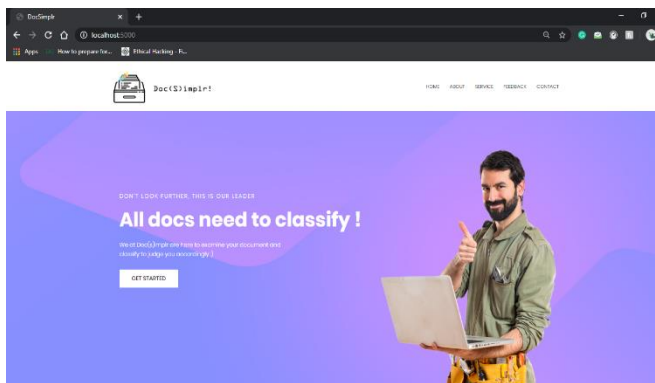 DocSimplr
localhost:5000
Apps How to prepare for... Ethical Hacking - Fi...
Doc(S)implr!
HOME ABOUT SERVICE FEEDBACK CONTACT
DON'T LOOK FURTHER, THIS IS OUR LEADER
All docs need to classify !
We at Doc(s)implr are here to examine your document and
classify to judge you accordingly:)
GET STARTED